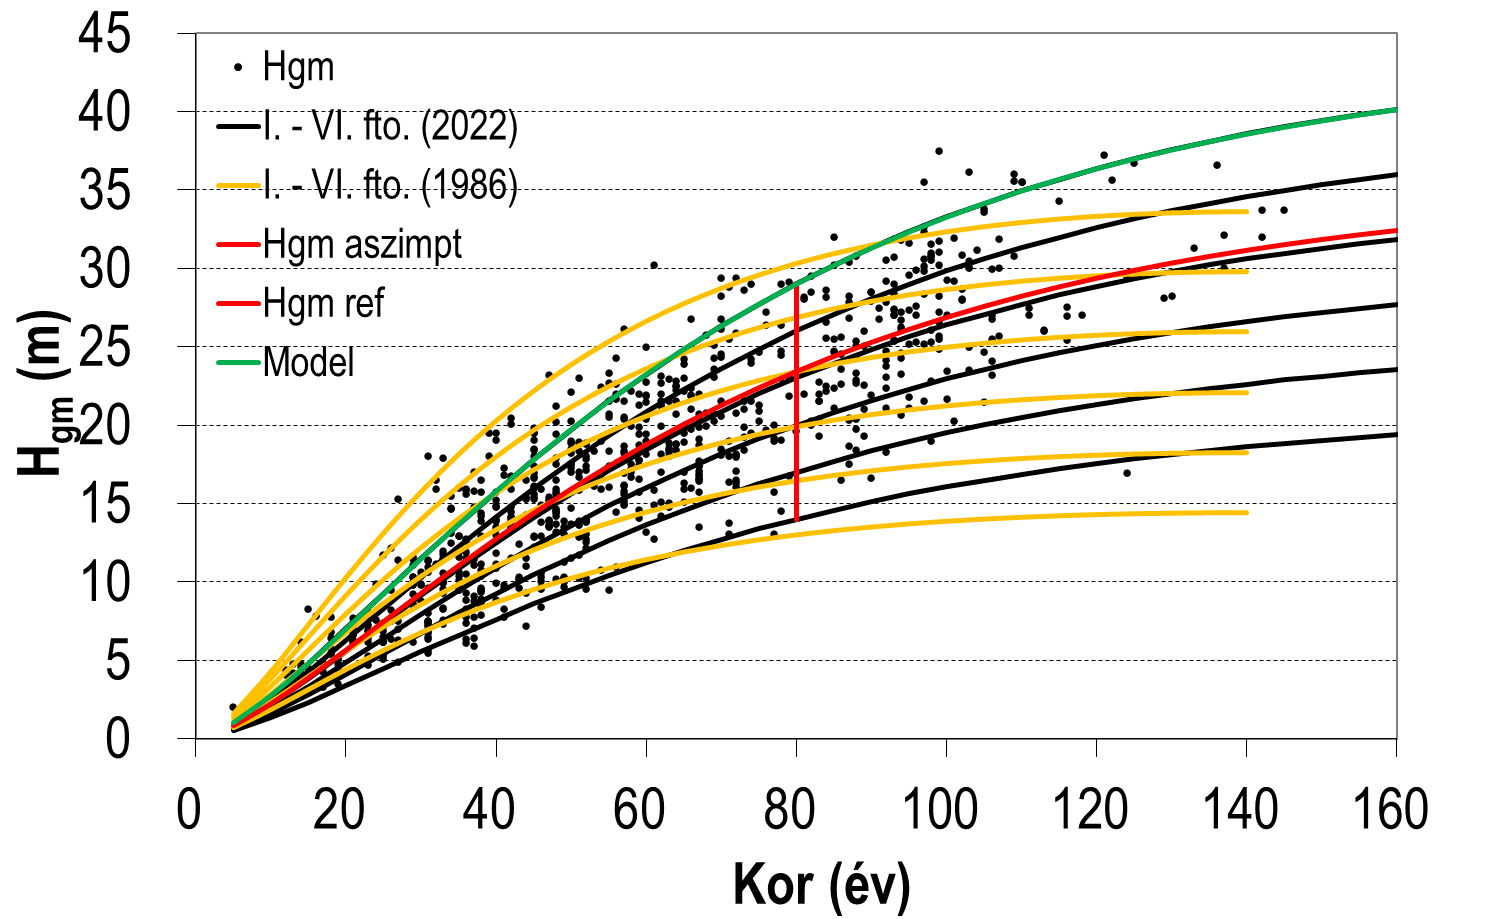 45
40
35
30
25
20
15
10
5
0
Hgm
I. - VI. fto. (2022)
I. - VI. fto. (1986)
Hgm aszimpt
Hgm ref
Model
Hgm (m)
0 20 40 60 80 100 120 140 160
Kor (év)